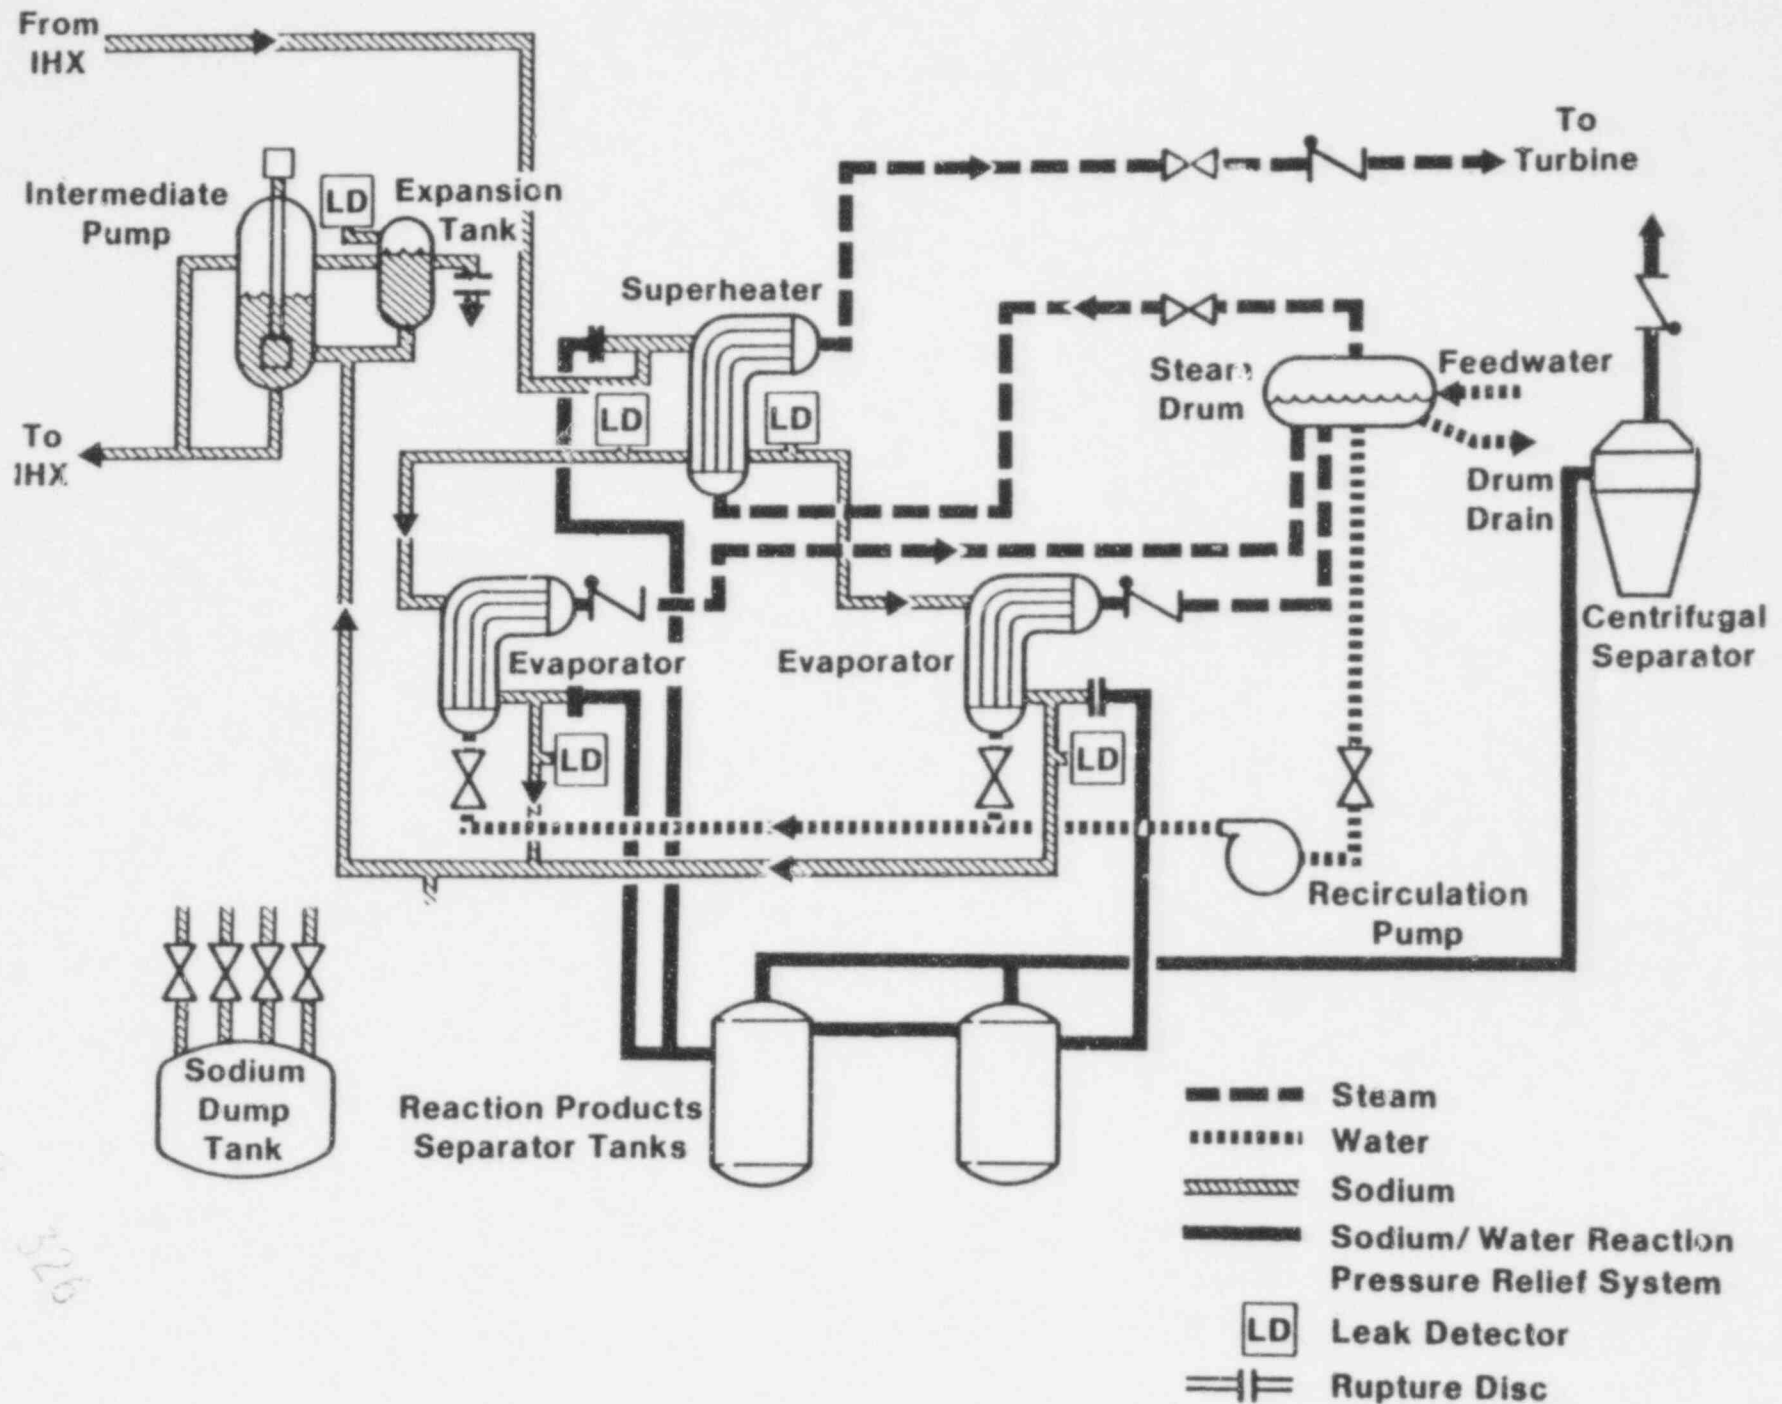 From
IHX
To
Turbine
Intermediate
Pump
LD
Expansion
Tank
Superheater
Steam
Drum
Feedwater
LD
LD
To
IHX
Drum
Drain
Centrifugal
Separator
Evaporator
Evaporator
LD
LD
Recirculation
Pump
Sodium
Dump
Tank
Reaction Products
Separator Tanks
Steam
Water
Sodium
Sodium/ Water Reaction
Pressure Relief System
LD Leak Detector
Rupture Disc